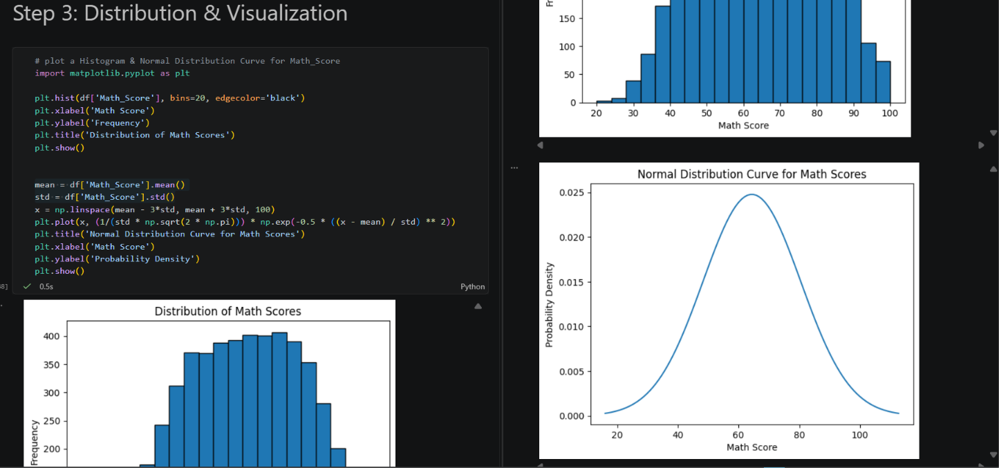 Step 3: Distribution & Visualization
# plot a Histogram & Normal Distribution Curve for Math_Score
import matplotlib.pyplot as plt
plt.hist(df['Math_Score'], bins=20, edgecolor='black')
plt.xlabel('Math Score')
plt.ylabel('Frequency')
plt.title('Distribution of Math Scores')
plt.show()
mean = df['Math_Score'].mean()
std = df['Math_Score'].std()
x = np.linspace(mean - 3*std, mean + 3*std, 100)
plt.plot(x, (1/(std * np.sqrt(2 * np.pi))) * np.exp(-0.5 * ((x - mean) / std) ** 2))
plt.title('Normal Distribution Curve for Math Scores')
plt.xlabel('Math Score')
plt.ylabel('Probability Density')
plt.show()
8]
0.5s
Python
Distribution of Math Scores
400
350
300
250
200
Frequency
Fr
150
100
50
0
20 30 40 50 60 70 80 90 100
Math Score
...
Normal Distribution Curve for Math Scores
0.025
0.020
0.015
0.010
0.005
0.000
Probability Density
20 40 60 80 100
Math Score